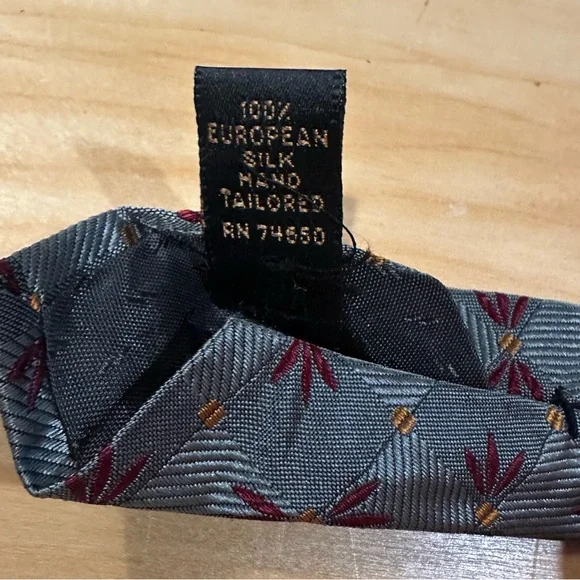 100%
EUROPEAN
SILK
HAND
TAILORED
RN 74650